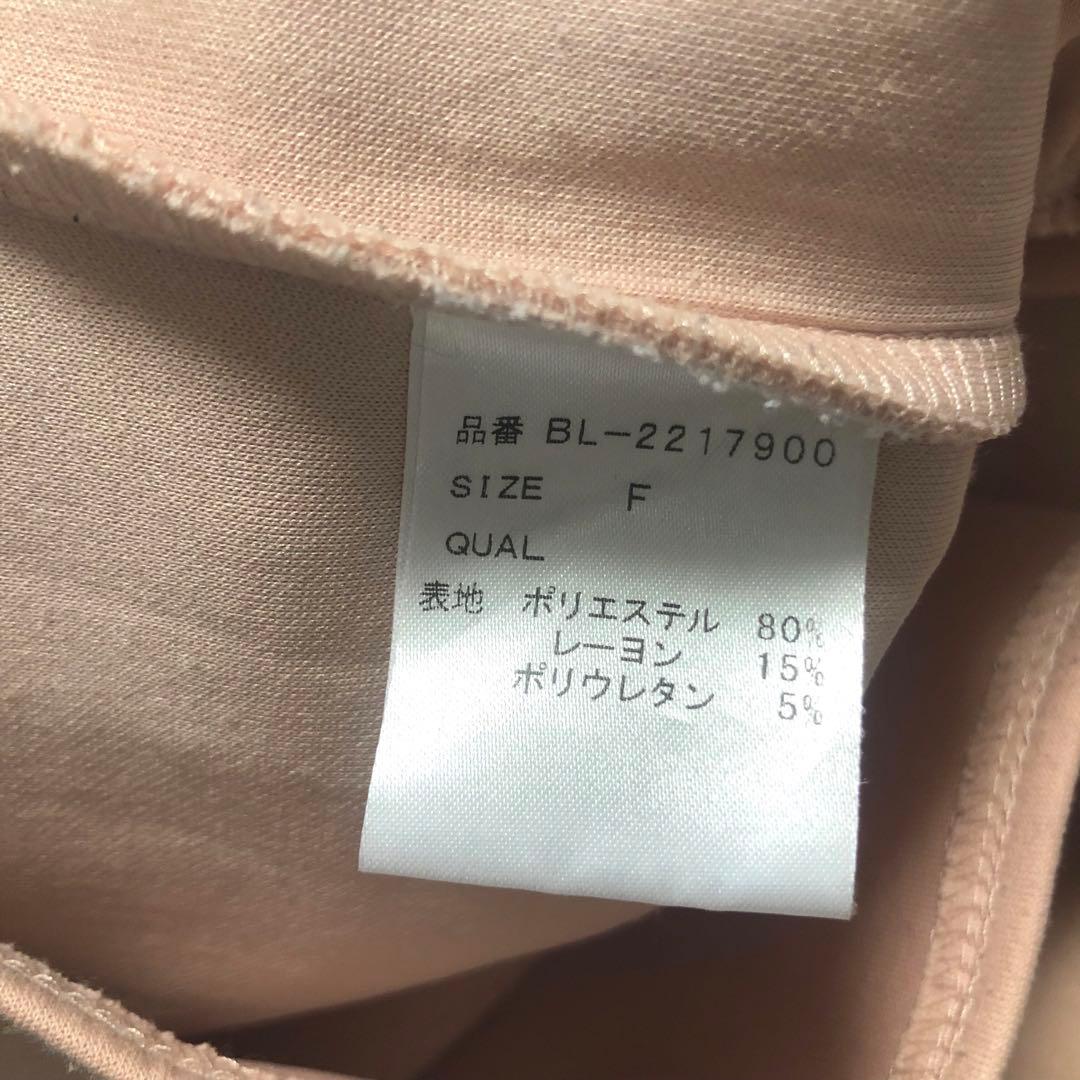 品番 BL-2217900
SIZE F
QUAL
表地 ポリエステル 80%
レーヨン 15%
ポリウレタン 5%